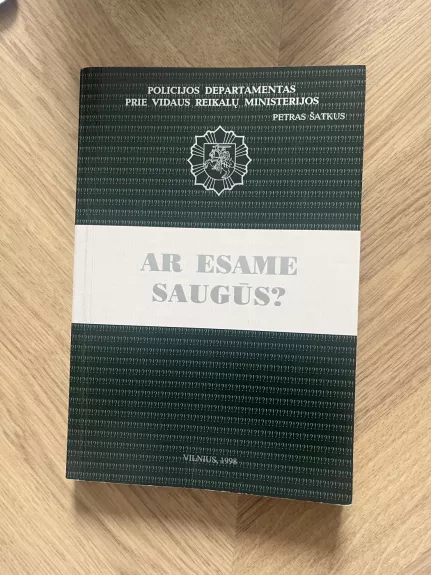 POLICIJOS DEPARTAMENTAS
PRIE VIDAUS REIKALŲ MINISTERIJOS
PETRAS ŠATKUS
AR ESAME
SAUGŪS?
VILNIUS, 1998